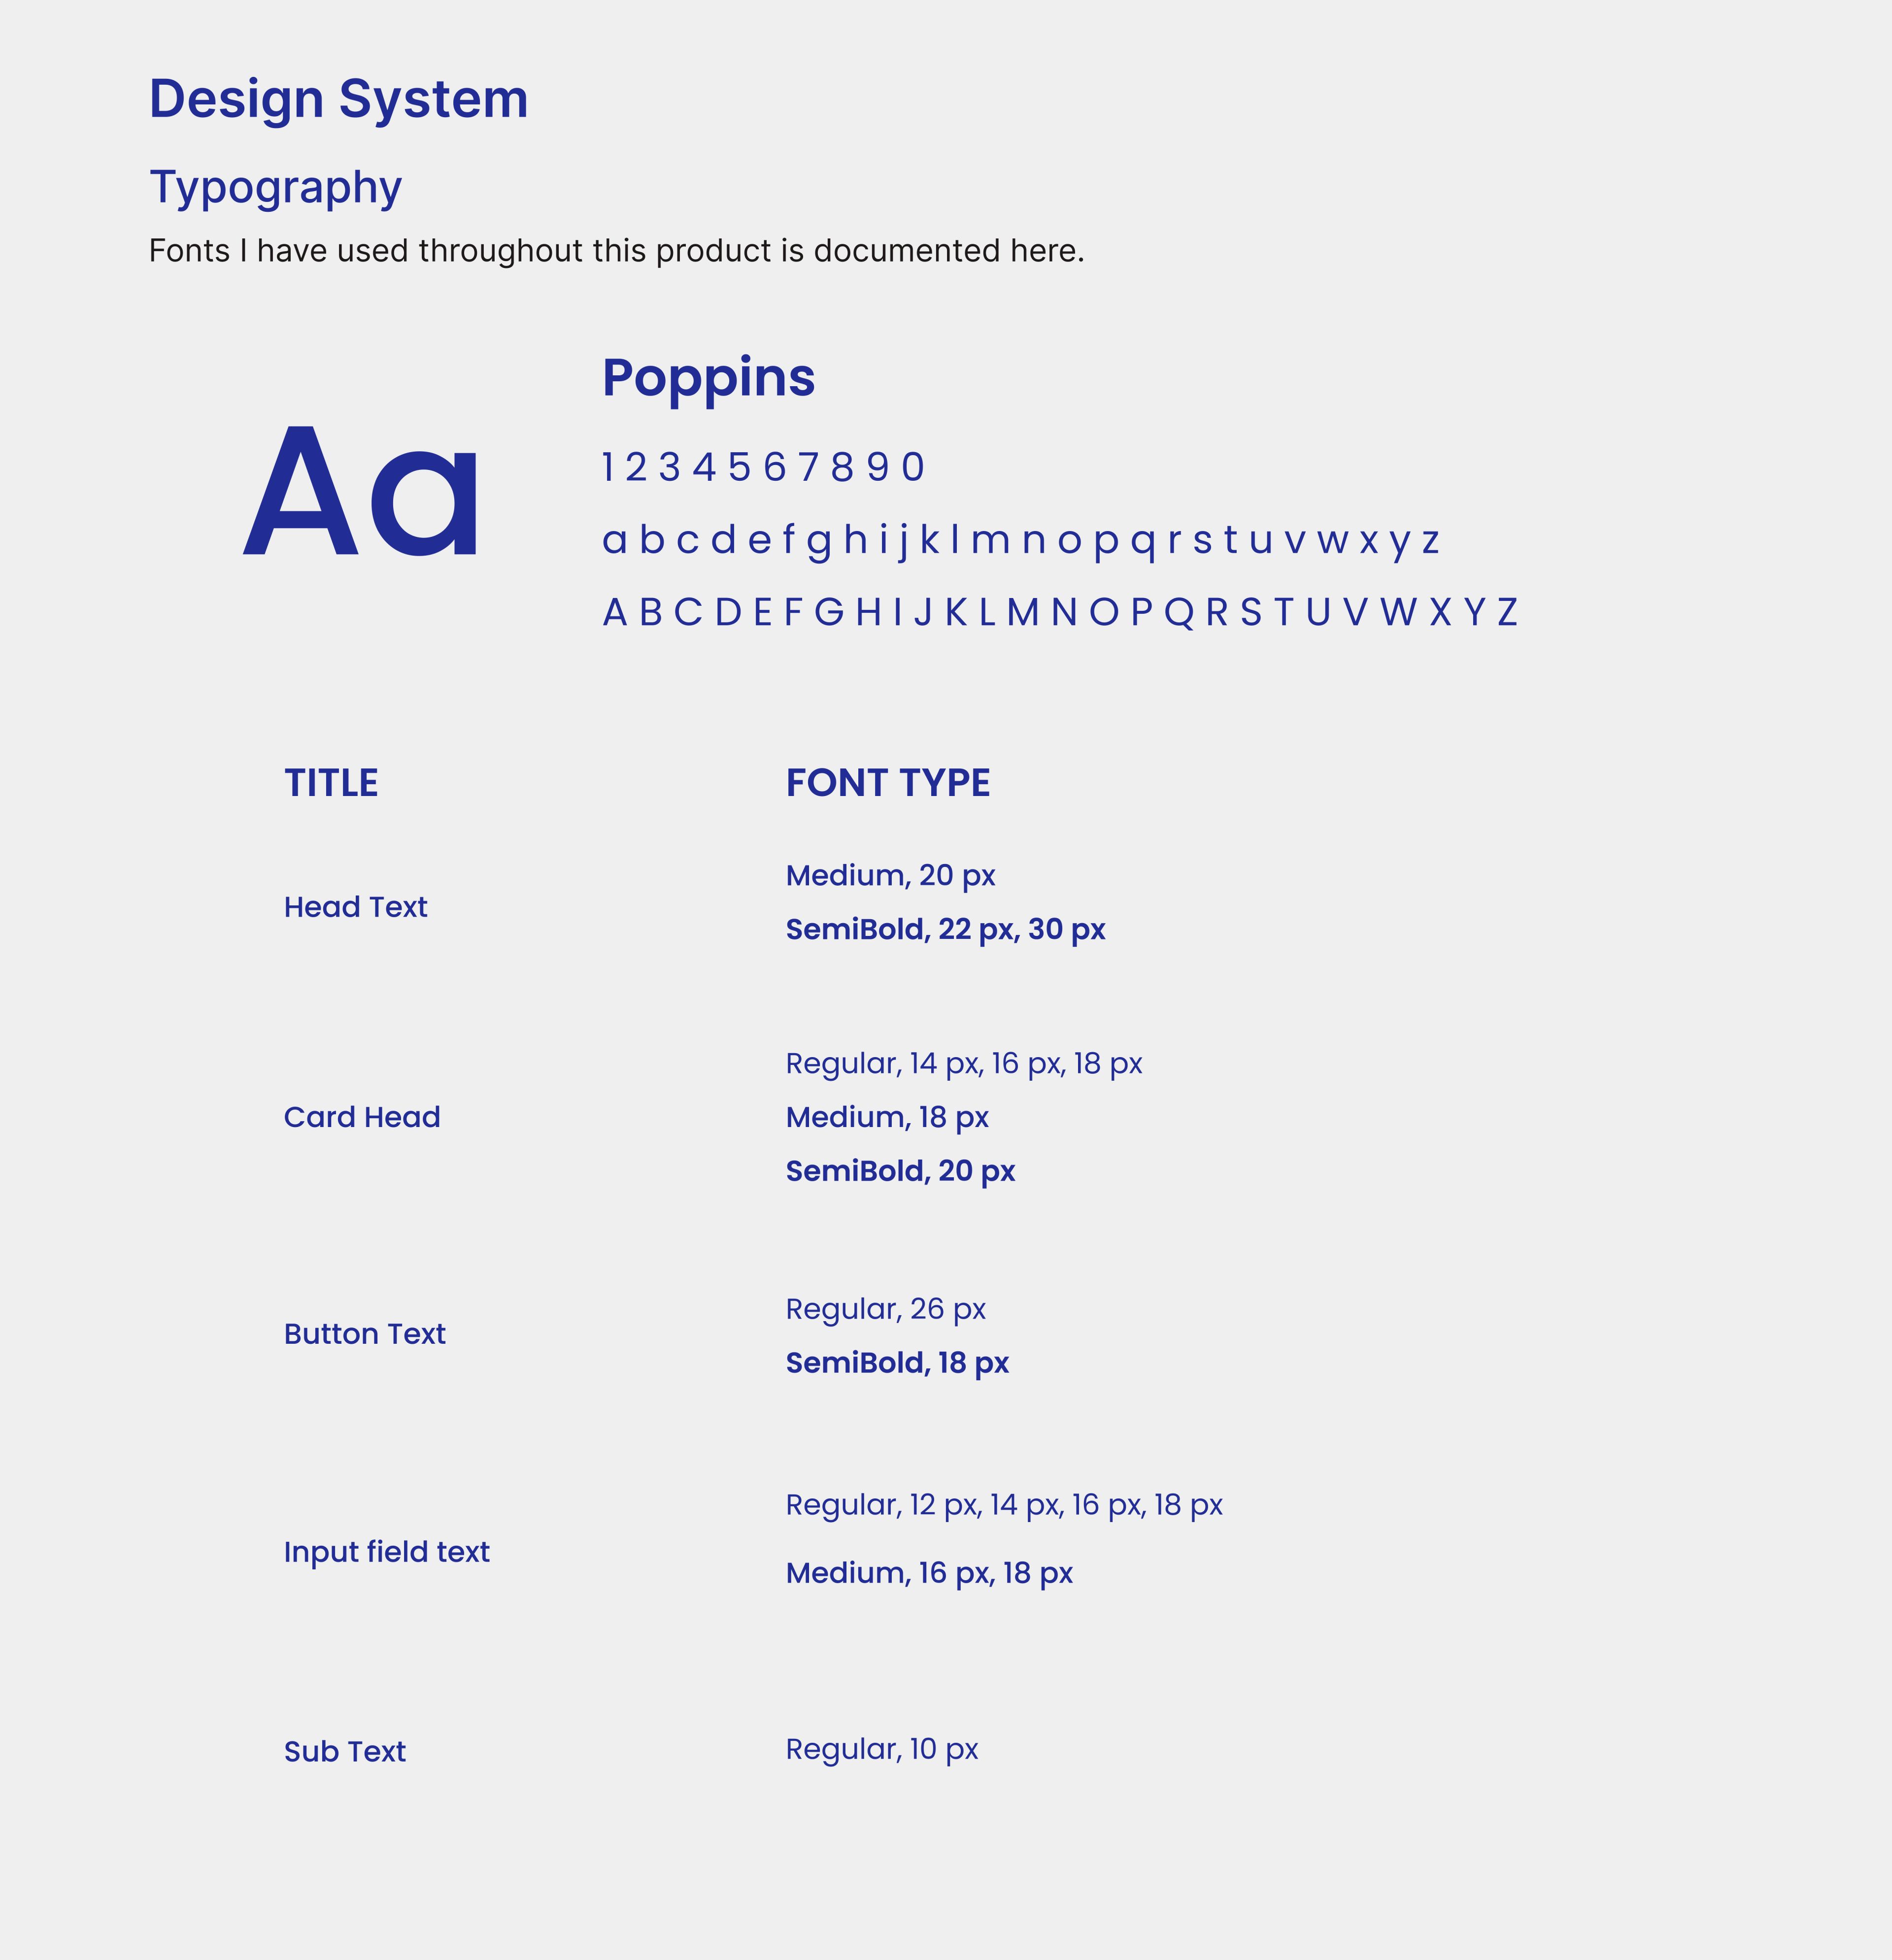 Design System
Typography
Fonts I have used throughout this product is documented here.
Aa
Poppins
1 2 3 4 5 6 7 8 9 0
a b c d e f g h i j k l m n o p q r s t u v w x y z
A B C D E F G H I J K L M N O P Q R S T U V W X Y Z
TITLE
FONT TYPE
Head Text
Medium, 20 px
SemiBold, 22 px, 30 px
Card Head
Regular, 14 px, 16 px, 18 px
Medium, 18 px
SemiBold, 20 px
Button Text
Regular, 26 px
SemiBold, 18 px
Input field text
Regular, 12 px, 14 px, 16 px, 18 px
Medium, 16 px, 18 px
Sub Text
Regular, 10 px